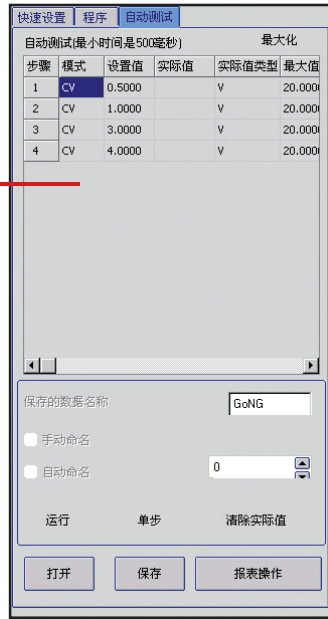 快速设置 程序 自动测试
自动测试(最小时间是500毫秒) 最大化
步骤 模式 设置值 实际值 实际值类型 最大值
1 CV 0.5000 V 20.000
2 CV 1.0000 V 20.000
3 CV 3.0000 V 20.000
4 CV 4.0000 V 20.000
保存的数据名称 GoNG
手动命名
自动命名 0
运行 单步 清除实际值
打开 保存 报表操作